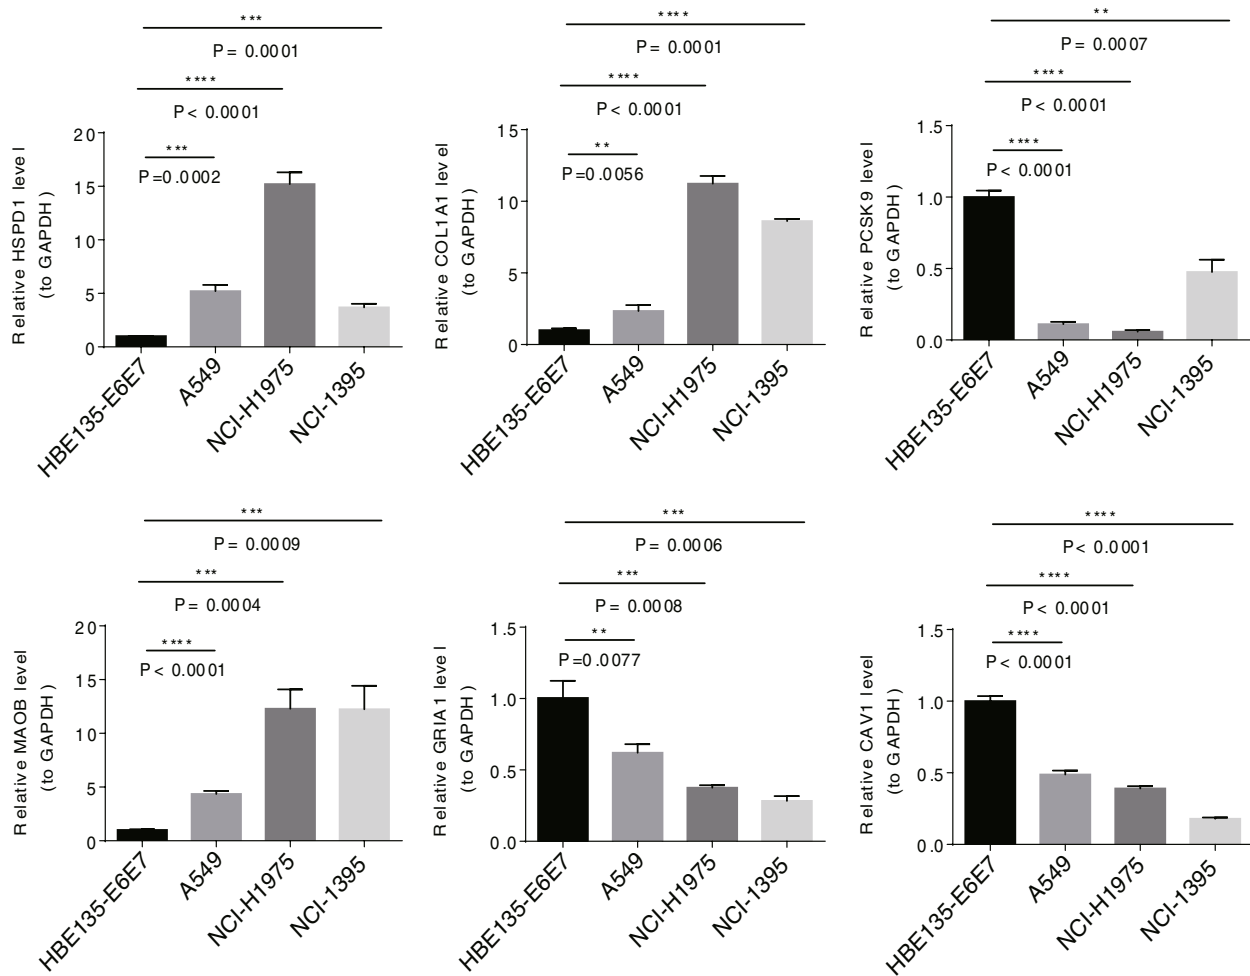 ***
P = 0.0001
****
P < 0.0001
***
P =0.0002
Relative HSPD1 level
(to GAPDH)
20
15
10
5
0
HBE135-E6E7
A549
NCI-H1975
NCI-1395
****
P = 0.0001
****
P < 0.0001
**
P =0.0056
Relative COL1A1 level
(to GAPDH)
15
10
5
0
HBE135-E6E7
A549
NCI-H1975
NCI-1395
**
P = 0.0007
****
P < 0.0001
****
P < 0.0001
Relative PCSK9 level
(to GAPDH)
1.5
1.0
0.5
0.0
HBE135-E6E7
A549
NCI-H1975
NCI-1395
***
P = 0.0009
***
P = 0.0004
****
P < 0.0001
Relative MAOB level
(to GAPDH)
20
15
10
5
0
HBE135-E6E7
A549
NCI-H1975
NCI-1395
***
P = 0.0006
***
P = 0.0008
**
P =0.0077
Relative GRIA1 level
(to GAPDH)
1.5
1.0
0.5
0.0
HBE135-E6E7
A549
NCI-H1975
NCI-1395
****
P < 0.0001
****
P < 0.0001
****
P < 0.0001
Relative CAV1 level
(to GAPDH)
1.5
1.0
0.5
0.0
HBE135-E6E7
A549
NCI-H1975
NCI-1395